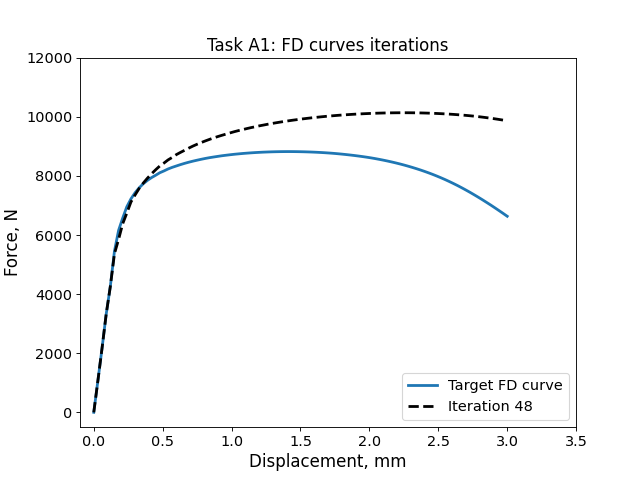 Task A1: FD curves iterations
12000
10000
8000
6000
4000
2000
0
Force, N
Target FD curve
Iteration 48
0.0 0.5 1.0 1.5 2.0 2.5 3.0 3.5
Displacement, mm